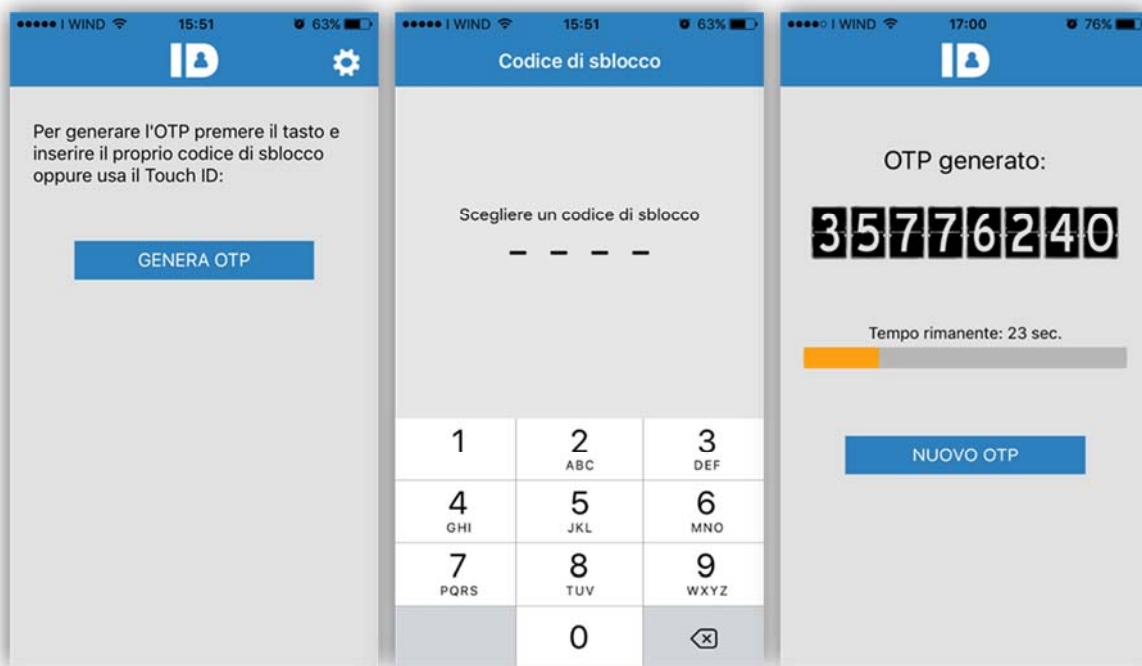 I WIND 15:51 63%
ID
Per generare l'OTP premere il tasto e
inserire il proprio codice di sblocco
oppure usa il Touch ID:
GENERA OTP
I WIND 15:51 63%
Codice di sblocco
Scegliere un codice di sblocco
1 2 3
ABC DEF
4 5 6
GHI JKL MNO
7 8 9
PQRS TUV WXYZ
0
I WIND 17:00 76%
ID
OTP generato:
35776240
Tempo rimanente: 23 sec.
NUOVO OTP